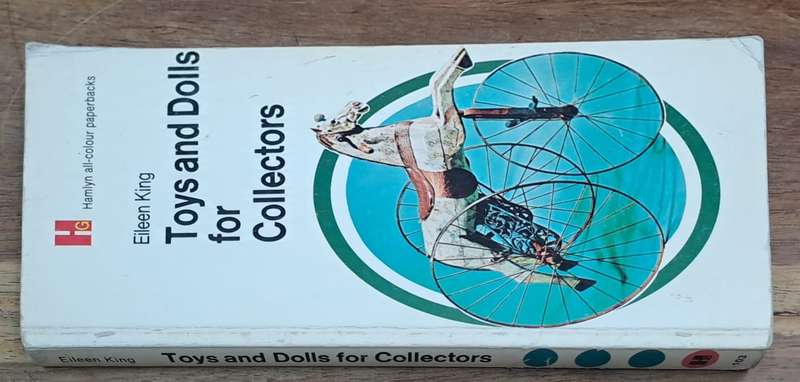 HG
Hamlyn all-colour paperbacks
Eileen King
Toys and Dolls
for
Collectors
Eileen King Toys and Dolls for Collectors 103